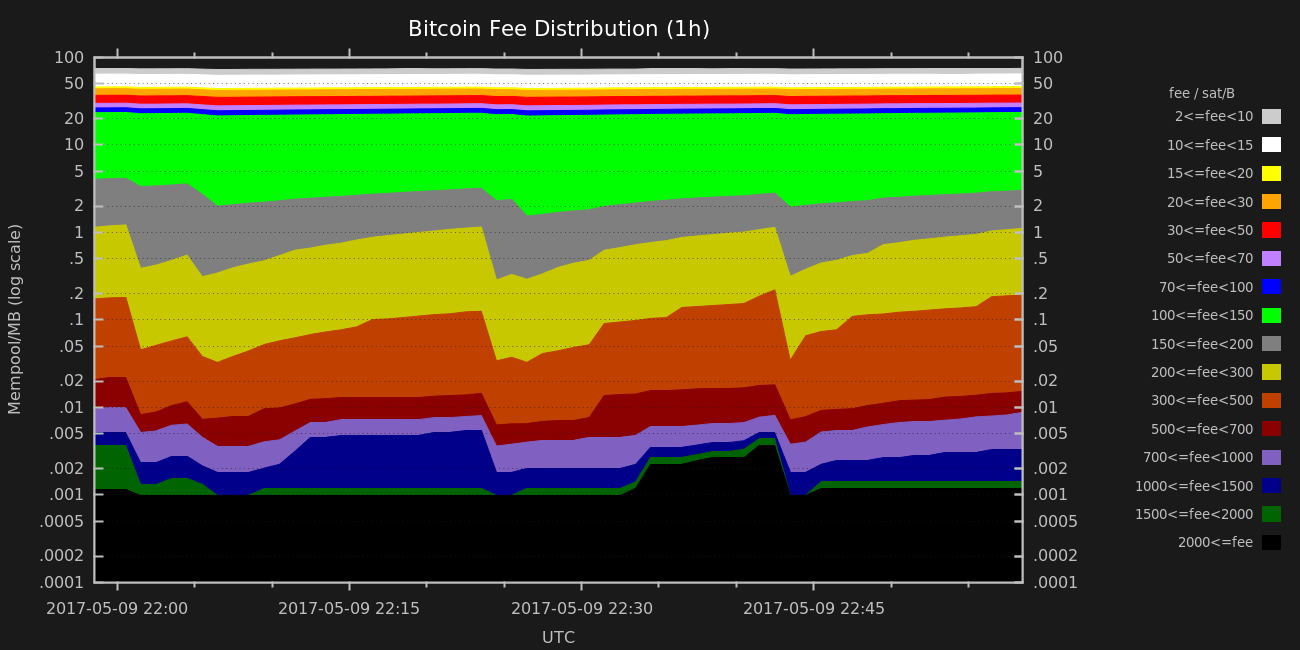 Bitcoin Fee Distribution (1h)
100 100
50 50
20 20
10 10
5 5
2 2
1 1
.5 .5
.2 .2
.1 .1
.05 .05
.02 .02
.01 .01
.005 .005
.002 .002
.001 .001
.0005 .0005
.0002 .0002
.0001 .0001
Mempool/MB (log scale)
2017-05-09 22:00 2017-05-09 22:15 2017-05-09 22:30 2017-05-09 22:45
UTC
fee / sat/B
2<=fee<10
10<=fee<15
15<=fee<20
20<=fee<30
30<=fee<50
50<=fee<70
70<=fee<100
100<=fee<150
150<=fee<200
200<=fee<300
300<=fee<500
500<=fee<700
700<=fee<1000
1000<=fee<1500
1500<=fee<2000
2000<=fee